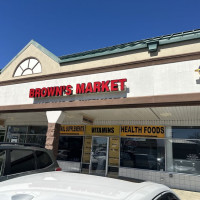 BROWN'S MARKET
SUPPLEMENTS
VITAMINS
HEALTH FOODS